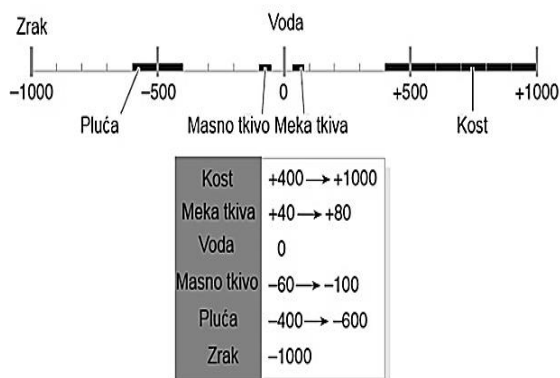 Zrak Voda
−1000 −500 0 +500 +1000
Pluća Masno tkivo Meka tkiva Kost
Kost +400→+1000
Meka tkiva +40→+80
Voda 0
Masno tkivo −60→−100
Pluća −400→−600
Zrak −1000